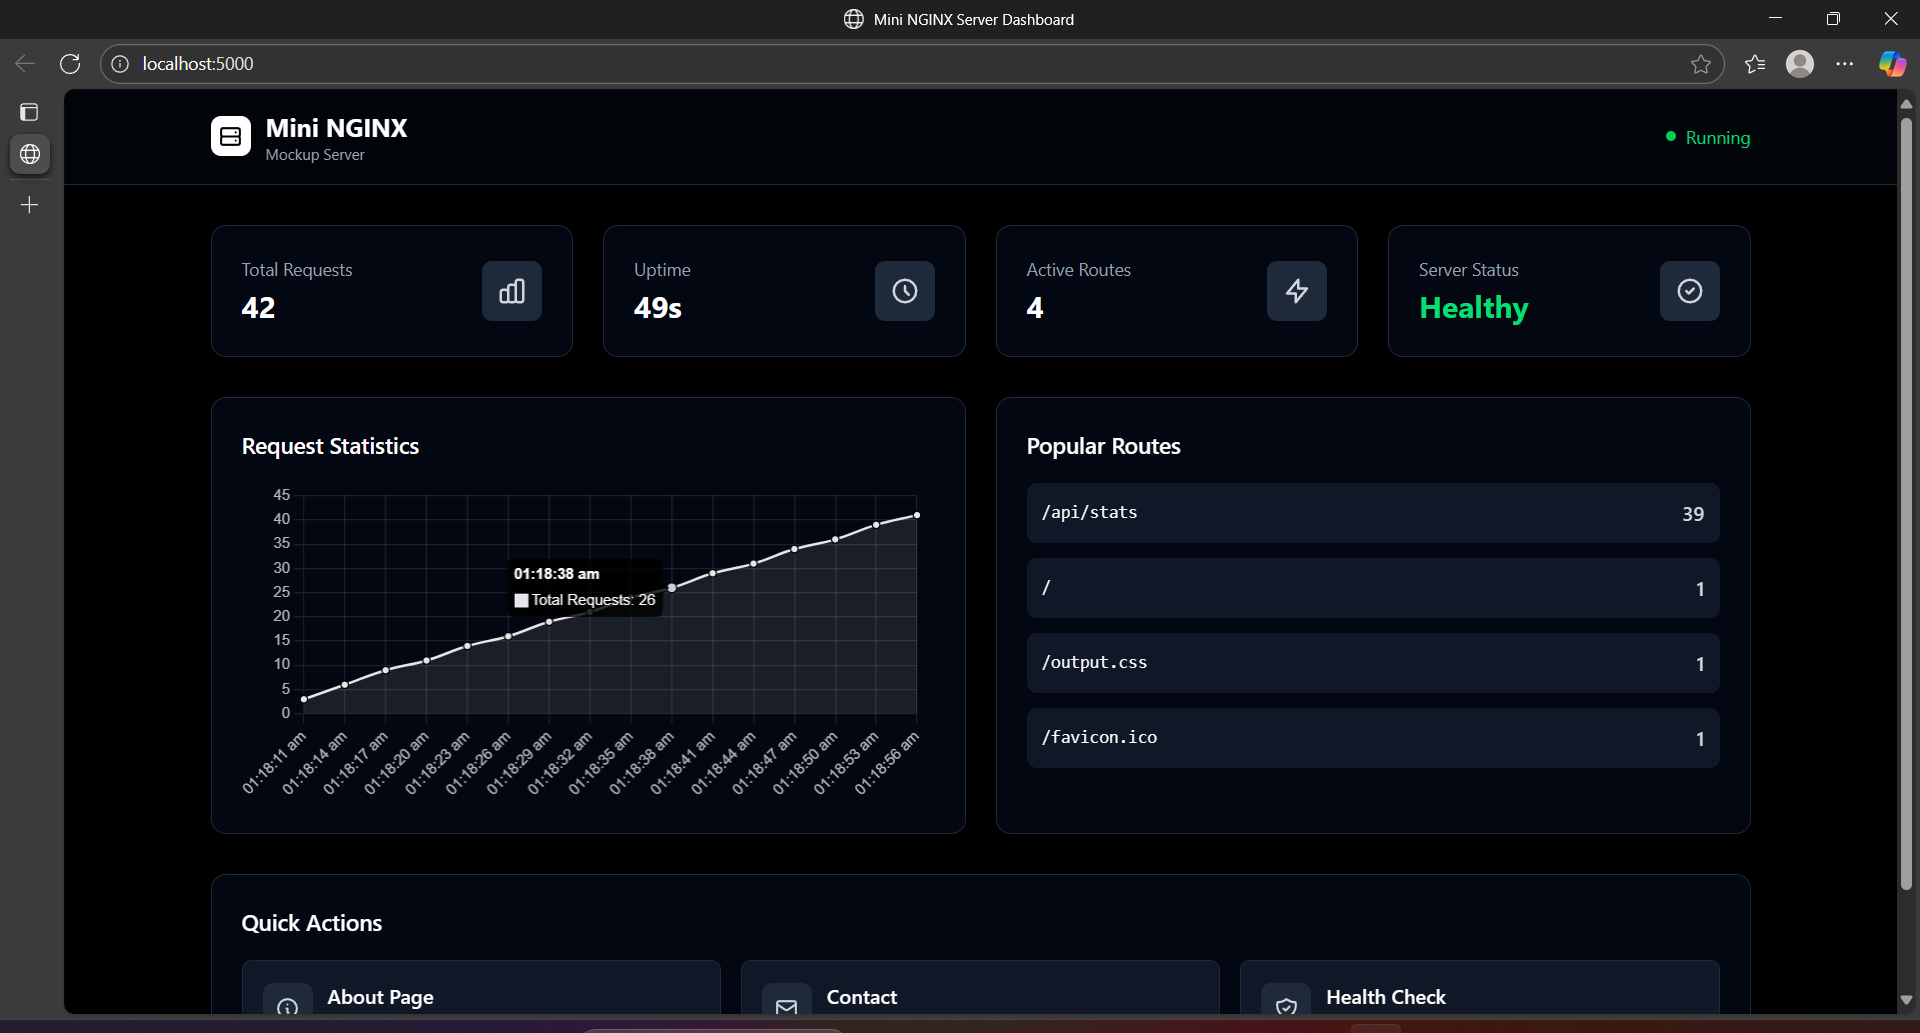 Mini NGINX Server Dashboard
localhost:5000
Mini NGINX
Mockup Server
Running
Total Requests
42
Uptime
49s
Active Routes
4
Server Status
Healthy
Request Statistics
45
40
35
30
25
20
15
10
5
0
01:18:38 am
Total Requests: 26
01:18:11 am
01:18:14 am
01:18:17 am
01:18:20 am
01:18:23 am
01:18:26 am
01:18:29 am
01:18:32 am
01:18:35 am
01:18:38 am
01:18:41 am
01:18:44 am
01:18:47 am
01:18:50 am
01:18:53 am
01:18:56 am
Popular Routes
/api/stats 39
/ 1
/output.css 1
/favicon.ico 1
Quick Actions
About Page
Contact
Health Check